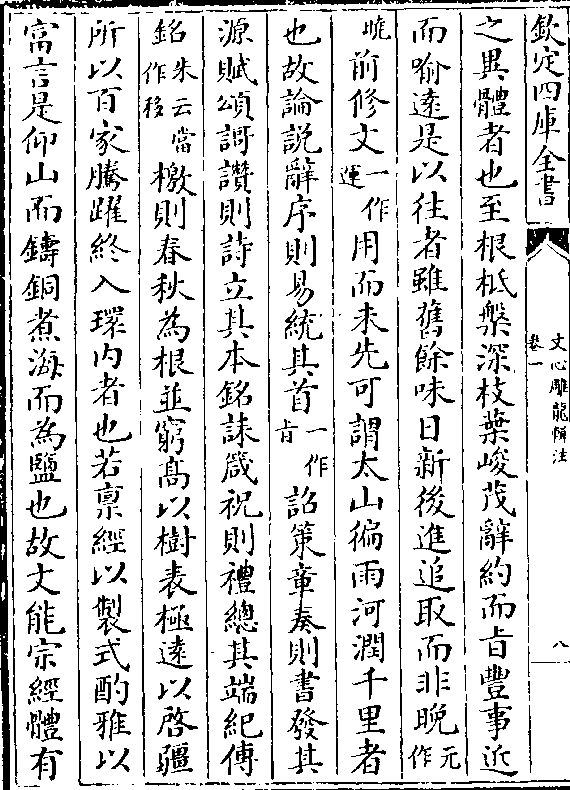 欽定四庫全書
文心雕龍輯注
卷一
八
之異體者也至根柢槃深枝葉峻茂辭約而旨豐事近
而喻遠是以往者雖舊餘味日新後進追取而非晚元作
曉前修文一作運用而未先可謂太山徧雨河潤千里者
也故論説辭序則易統其首一作旨詔策章奏則書發其
源賦頌謌讚則詩立其本銘誄箴祝則禮總其端紀傳
銘朱云當作移檄則春秋為根並窮高以樹表極遠以啓疆
所以百家騰躍終入環内者也若禀經以製式酌雅以
富言是仰山而鑄銅煮海而為鹽也故文能宗經體有